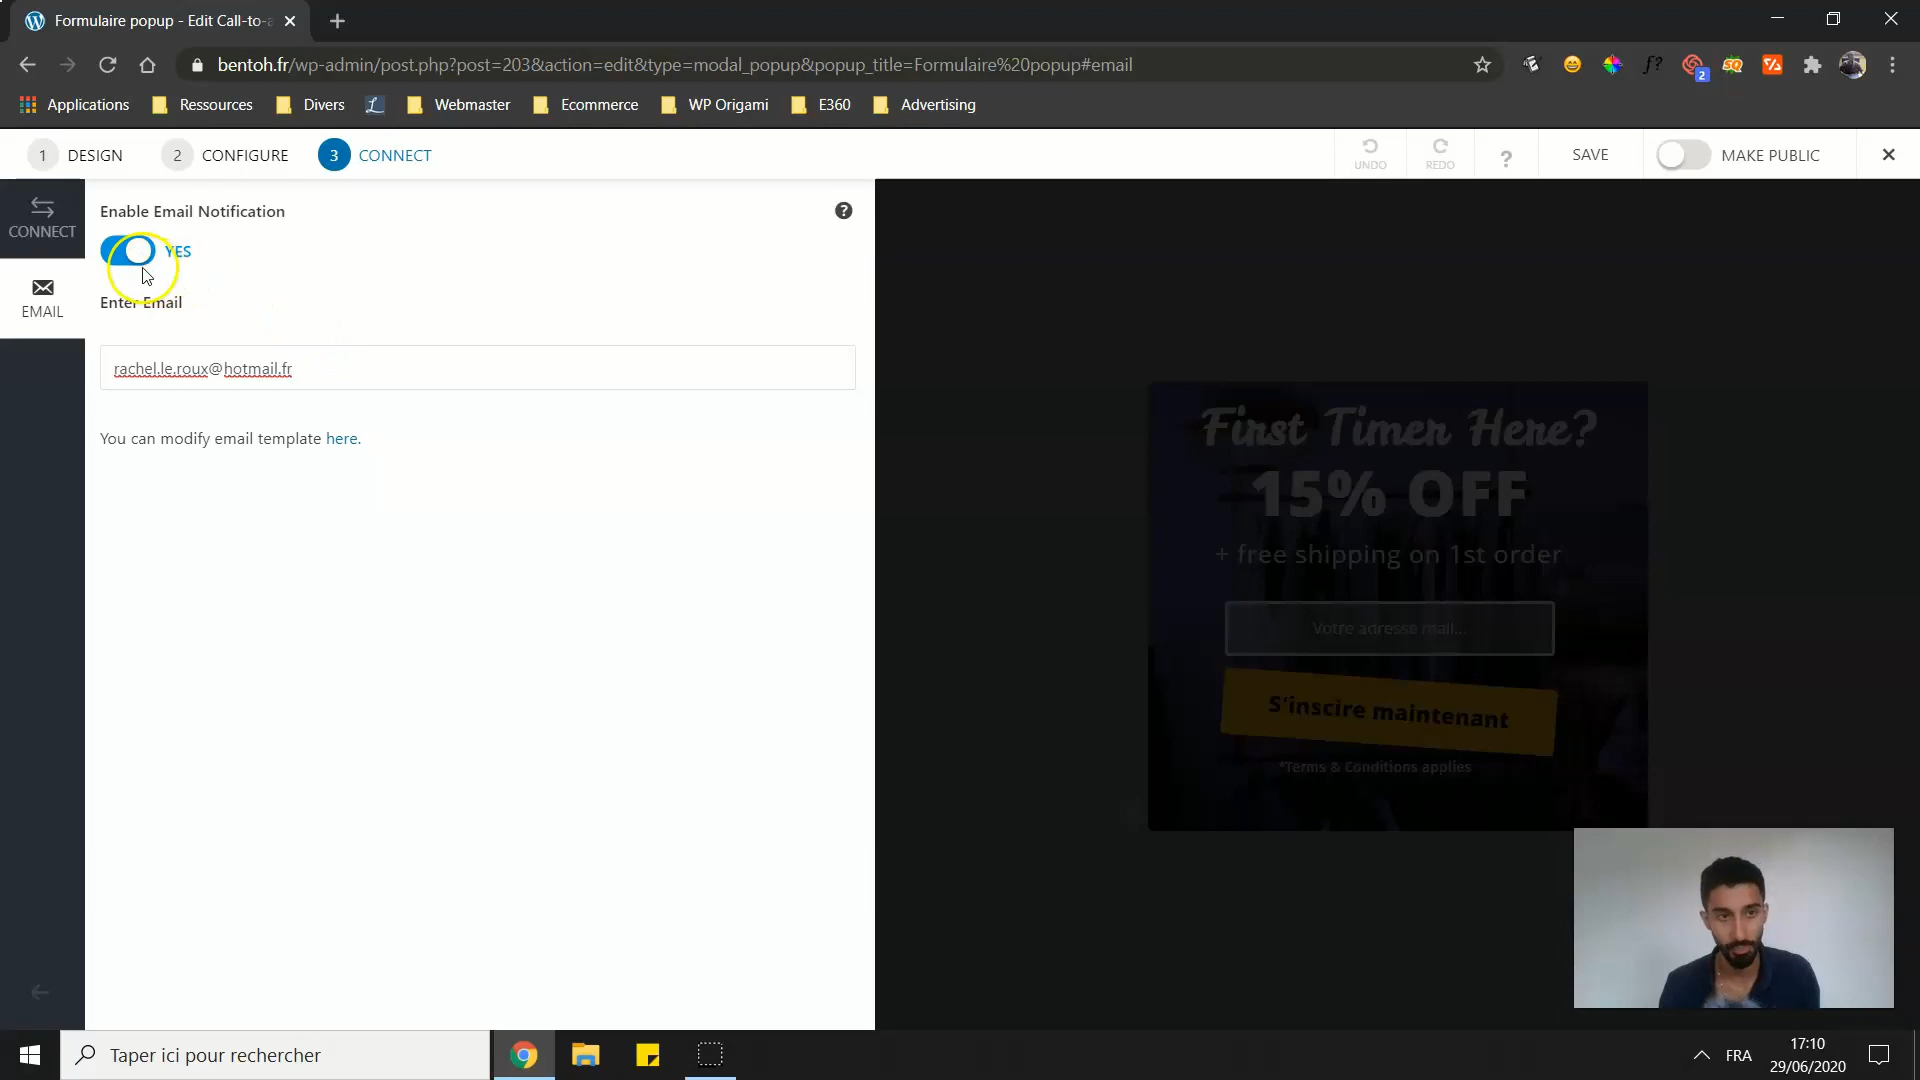 Formulaire popup - Edit Call-to-a
bentoh.fr/wp-admin/post.php?post=203&action=edit&type=modal_popup&popup_title=Formulaire%20popup#email
f?
2
SQ
Applications
Ressources
Divers
L
Webmaster
Ecommerce
WP Origami
E360
Advertising
1 DESIGN
2 CONFIGURE
3 CONNECT
UNDO
REDO
?
SAVE
MAKE PUBLIC
CONNECT
EMAIL
Enable Email Notification
?
YES
Enter Email
rachel.le.roux@hotmail.fr
You can modify email template here.
First Timer Here?
15% OFF
+ free shipping on 1st order
Votre adresse mail...
S'inscire maintenant
*Terms & Conditions applies
Taper ici pour rechercher
FRA
17:10
29/06/2020